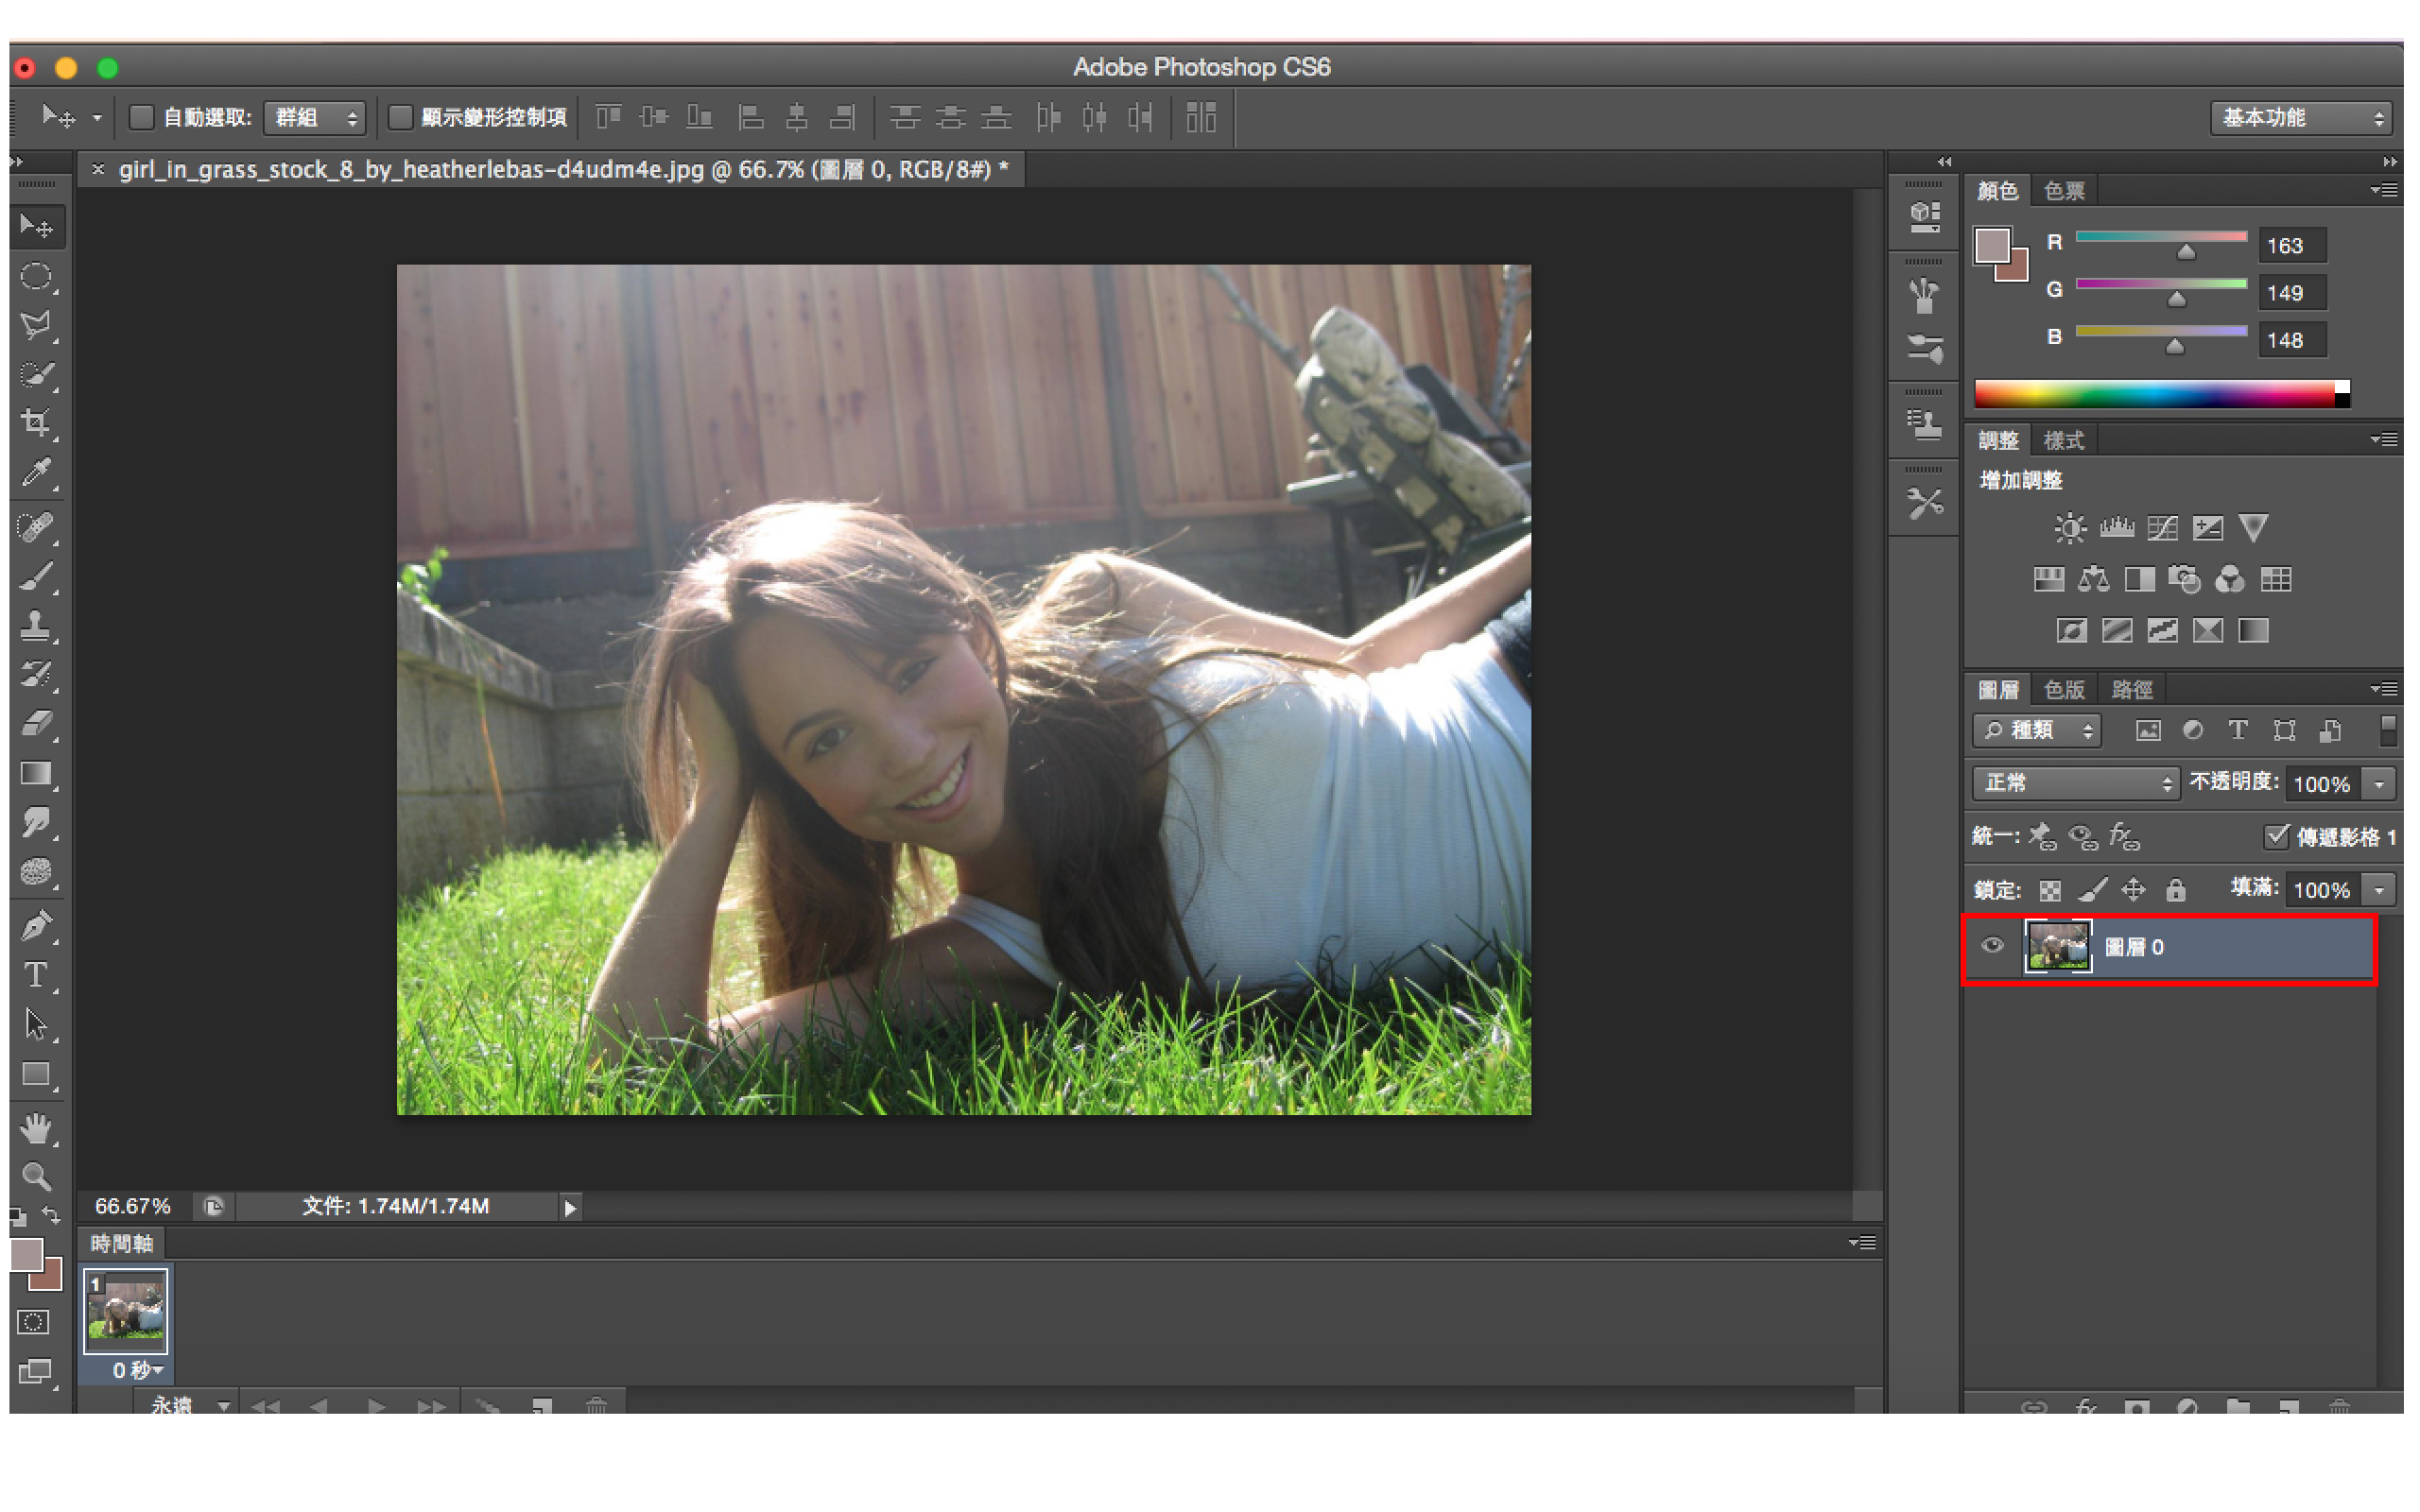 Adobe Photoshop CS6
自動選取: 群組 顯示變形控制項 基本功能
× girl_in_grass_stock_8_by_heatherlebas-d4udm4e.jpg @ 66.7% (圖層 0, RGB/8#) *
顏色 色票
R 163
G 149
B 148
調整 樣式
增加調整
圖層 色版 路徑
種類
正常 不透明度: 100%
統一: 傳遞影格 1
鎖定: 填滿: 100%
圖層 0
66.67% 文件: 1.74M/1.74M
時間軸
1
0 秒
永遠